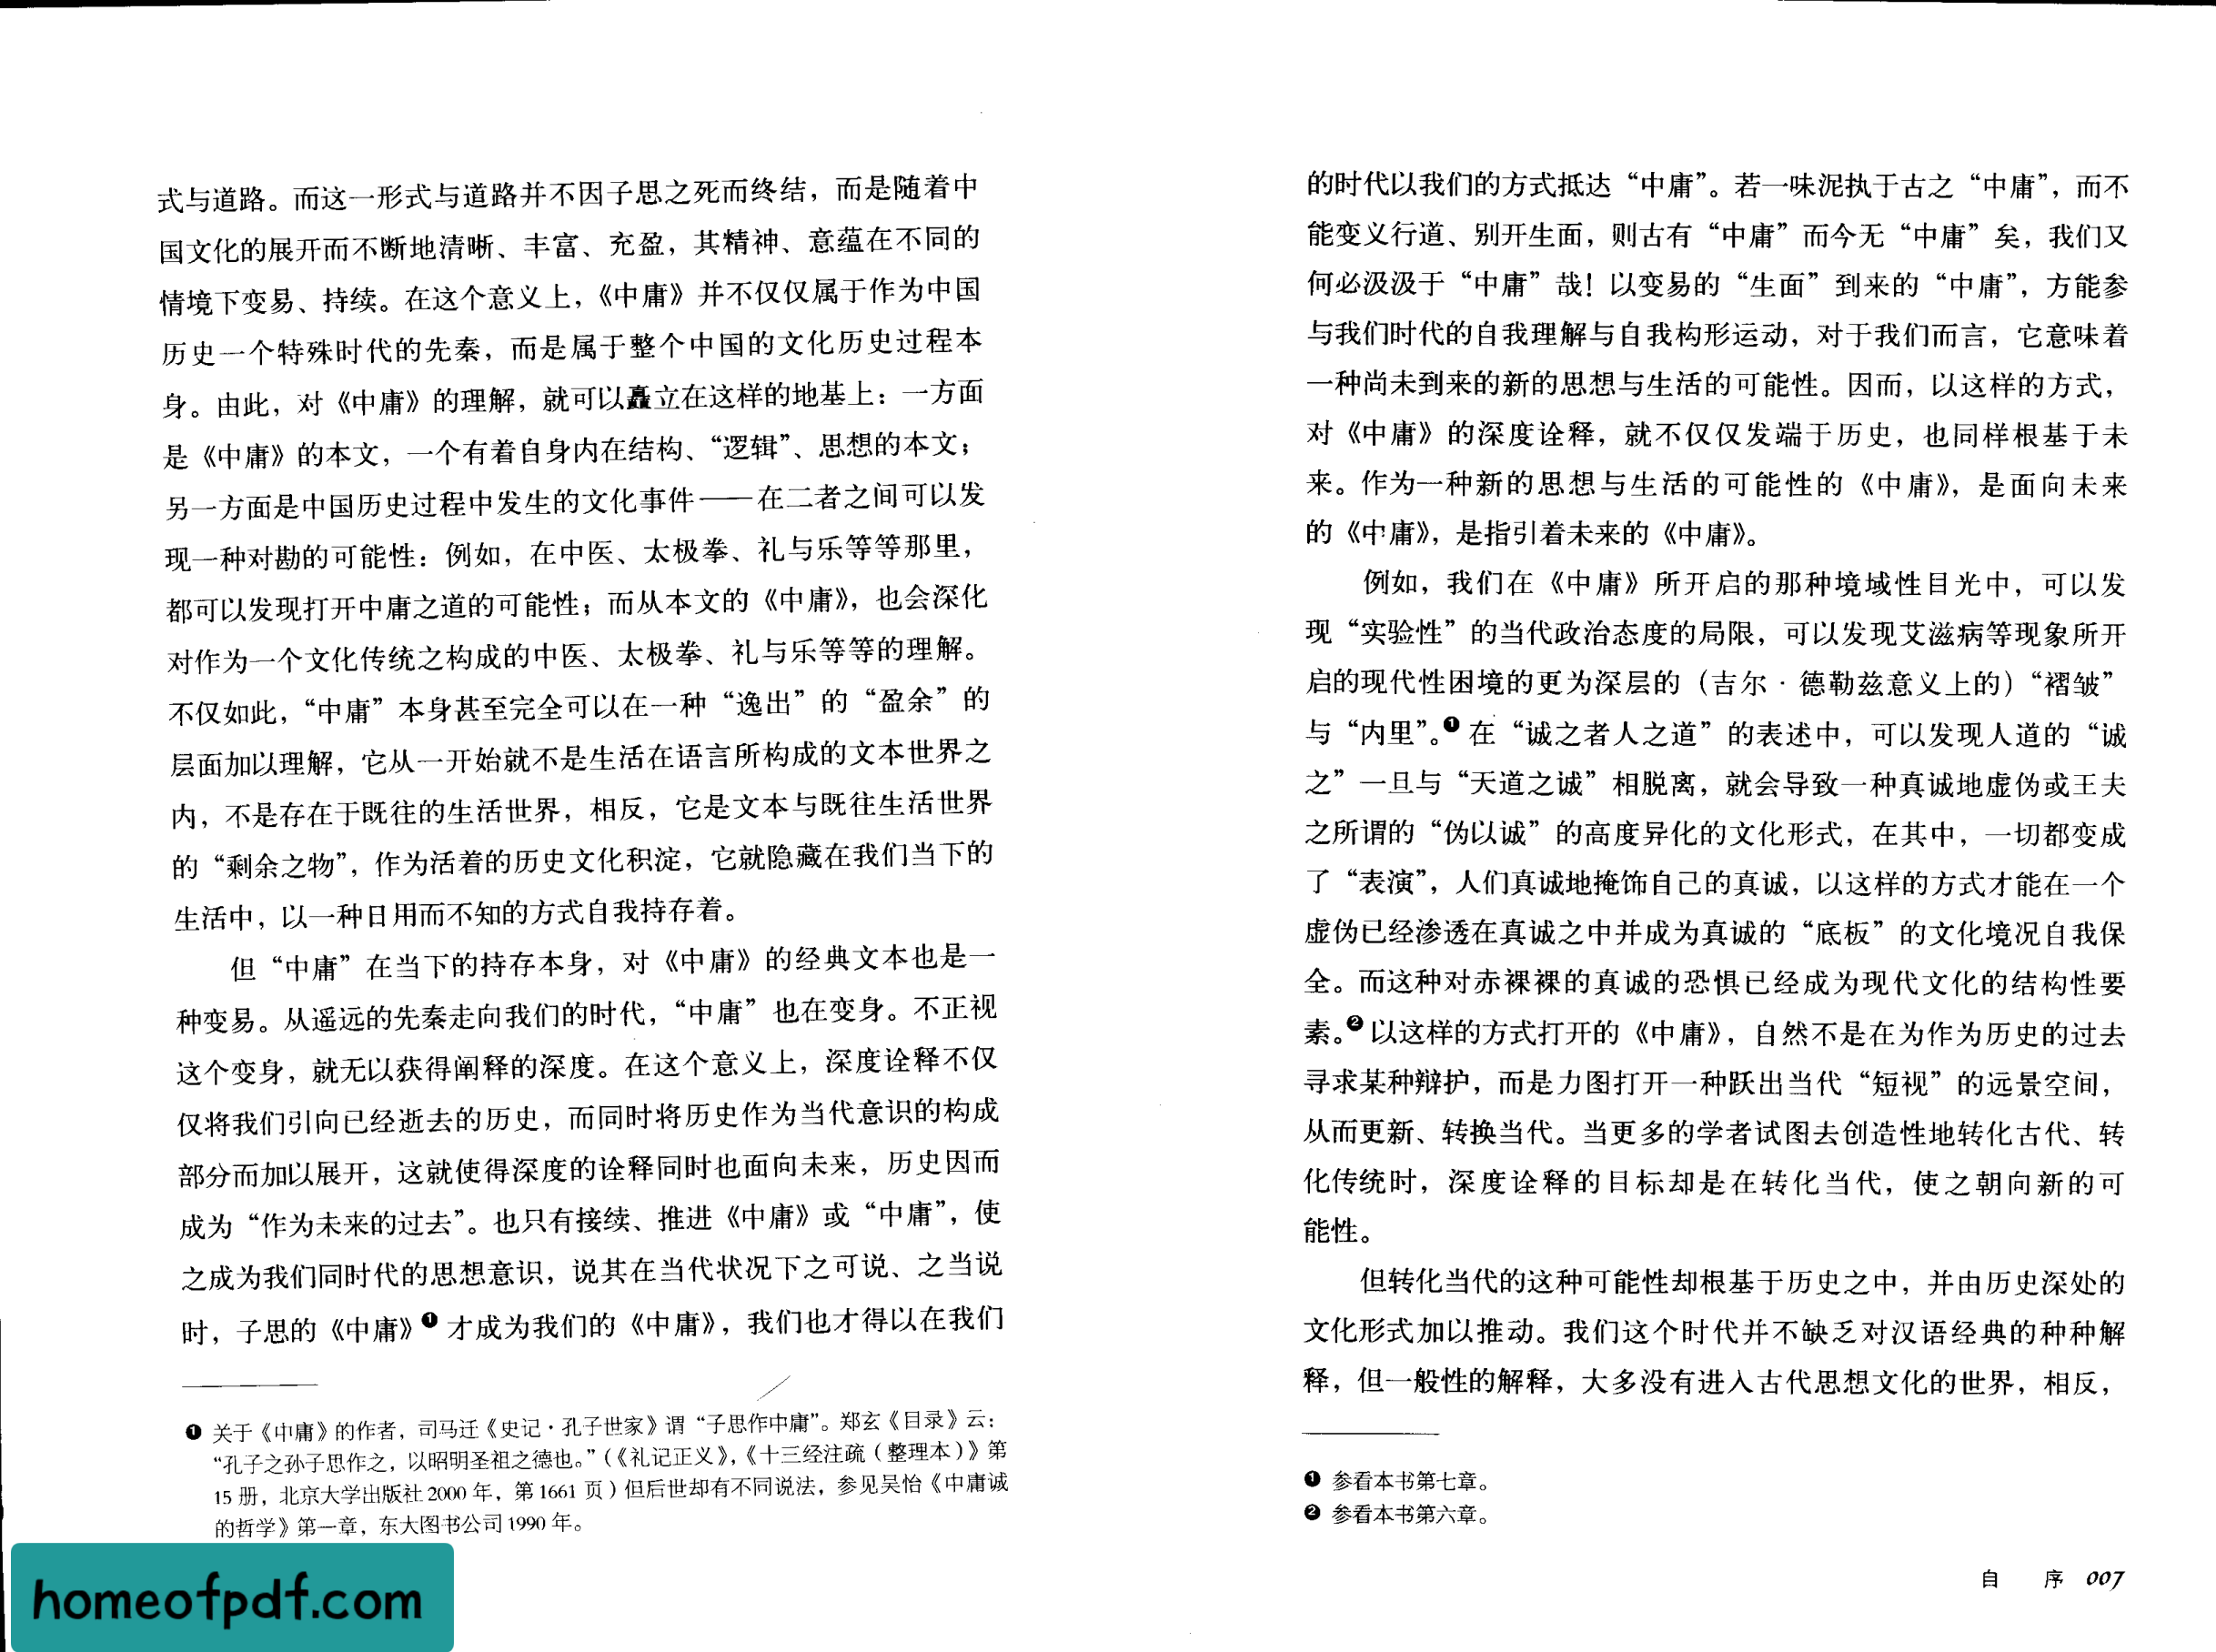 式与道路。而这一形式与道路并不因子思之死而终结，而是随着中
国文化的展开而不断地清晰、丰富、充盈，其精神、意蕴在不同的
情境下变易、持续。在这个意义上，《中庸》并不仅仅属于作为中国
历史一个特殊时代的先秦，而是属于整个中国的文化历史过程本
身。由此，对《中庸》的理解，就可以矗立在这样的地基上：一方面
是《中庸》的本文，一个有着自身内在结构、“逻辑”、思想的本文；
另一方面是中国历史过程中发生的文化事件——在二者之间可以发
现一种对勘的可能性：例如，在中医、太极拳、礼与乐等等那里，
都可以发现打开中庸之道的可能性；而从本文的《中庸》，也会深化
对作为一个文化传统之构成的中医、太极拳、礼与乐等等的理解。
不仅如此，“中庸”本身甚至完全可以在一种“逸出”的“盈余”的
层面加以理解，它从一开始就不是生活在语言所构成的文本世界之
内，不是存在于既往的生活世界，相反，它是文本与既往生活世界
的“剩余之物”，作为活着的历史文化积淀，它就隐藏在我们当下的
生活中，以一种日用而不知的方式自我持存着。
但“中庸”在当下的持存本身，对《中庸》的经典文本也是一
种变易。从遥远的先秦走向我们的时代，“中庸”也在变身。不正视
这个变身，就无以获得阐释的深度。在这个意义上，深度诠释不仅
仅将我们引向已经逝去的历史，而同时将历史作为当代意识的构成
部分而加以展开，这就使得深度的诠释同时也面向未来，历史因而
成为“作为未来的过去”。也只有接续、推进《中庸》或“中庸”，使
之成为我们同时代的思想意识，说其在当代状况下之可说、之当说
时，子思的《中庸》❶才成为我们的《中庸》，我们也才得以在我们
❶ 关于《中庸》的作者，司马迁《史记·孔子世家》谓“子思作中庸”。郑玄《目录》云：
“孔子之孙子思作之，以昭明圣祖之德也。”（《礼记正义》，《十三经注疏（整理本）》第
15 册，北京大学出版社 2000 年，第 1661 页）但后世却有不同说法，参见吴怡《中庸诚
的哲学》第一章，东大图书公司 1990 年。
homeofpdf.com
的时代以我们的方式抵达“中庸”。若一味泥执于古之“中庸”，而不
能变义行道、别开生面，则古有“中庸”而今无“中庸”矣，我们又
何必汲汲于“中庸”哉！以变易的“生面”到来的“中庸”，方能参
与我们时代的自我理解与自我构形运动，对于我们而言，它意味着
一种尚未到来的新的思想与生活的可能性。因而，以这样的方式，
对《中庸》的深度诠释，就不仅仅发端于历史，也同样根基于未
来。作为一种新的思想与生活的可能性的《中庸》，是面向未来
的《中庸》，是指引着未来的《中庸》。
例如，我们在《中庸》所开启的那种境域性目光中，可以发
现“实验性”的当代政治态度的局限，可以发现艾滋病等现象所开
启的现代性困境的更为深层的（吉尔·德勒兹意义上的）“褶皱”
与“内里”。❶在“诚之者人之道”的表述中，可以发现人道的“诚
之”一旦与“天道之诚”相脱离，就会导致一种真诚地虚伪或王夫
之所谓的“伪以诚”的高度异化的文化形式，在其中，一切都变成
了“表演”，人们真诚地掩饰自己的真诚，以这样的方式才能在一个
虚伪已经渗透在真诚之中并成为真诚的“底板”的文化境况自我保
全。而这种对赤裸裸的真诚的恐惧已经成为现代文化的结构性要
素。❷以这样的方式打开的《中庸》，自然不是在为作为历史的过去
寻求某种辩护，而是力图打开一种跃出当代“短视”的远景空间，
从而更新、转换当代。当更多的学者试图去创造性地转化古代、转
化传统时，深度诠释的目标却是在转化当代，使之朝向新的可
能性。
但转化当代的这种可能性却根基于历史之中，并由历史深处的
文化形式加以推动。我们这个时代并不缺乏对汉语经典的种种解
释，但一般性的解释，大多没有进入古代思想文化的世界，相反，
❶ 参看本书第七章。
❷ 参看本书第六章。
自 序 007